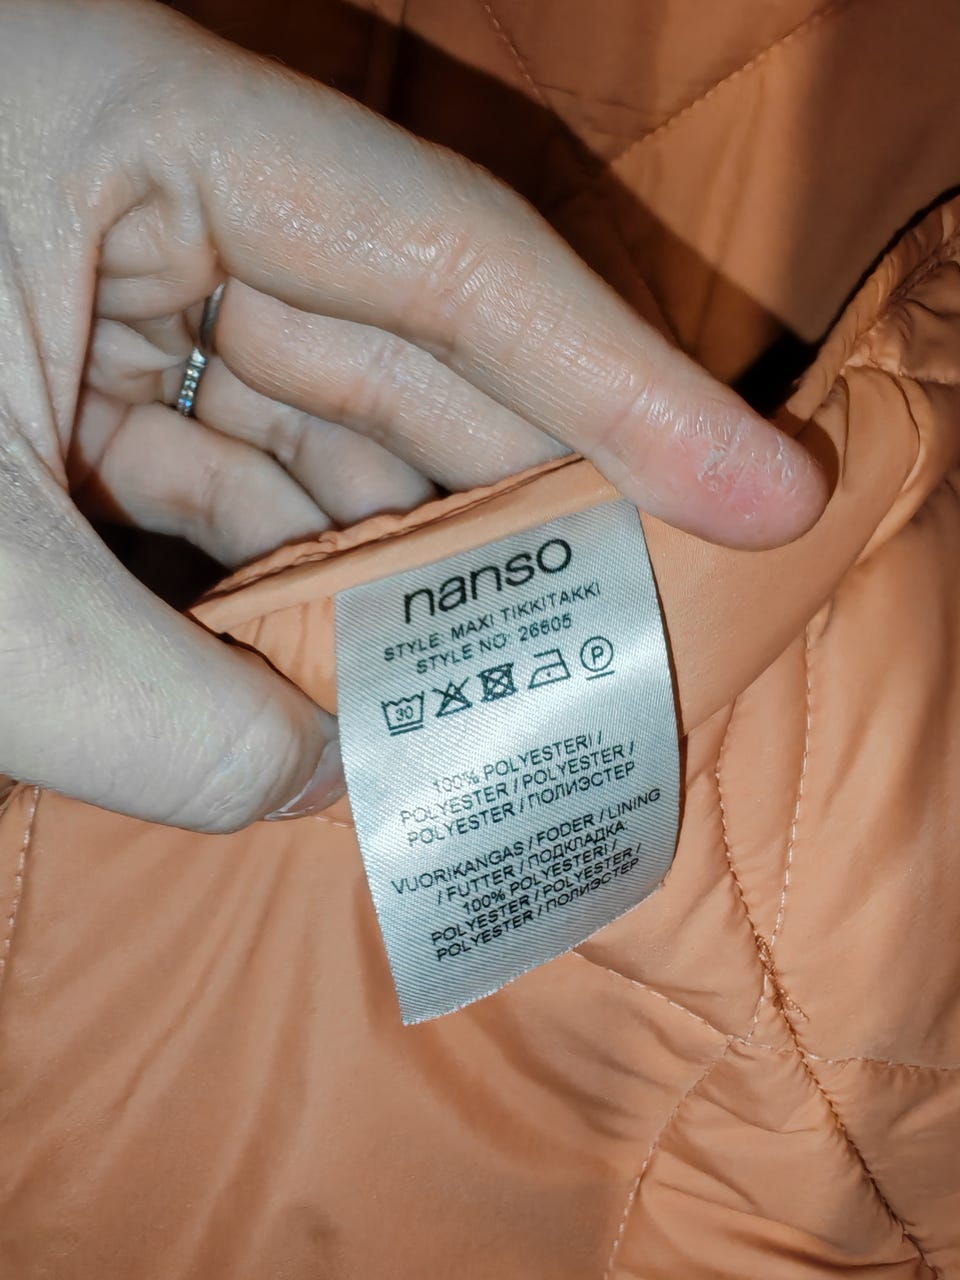 nanso
STYLE MAXI TIKKITAKKI
STYLE NO: 26605
30 P
100% POLYESTERI /
POLYESTER / POLYESTER /
POLYESTER / ПОЛИЭСТЕР
VUORIKANGAS / FODER / LINING
/ FUTTER / ПОДКЛАДКА:
100% POLYESTERI /
POLYESTER / POLYESTER /
POLYESTER / ПОЛИЭСТЕР